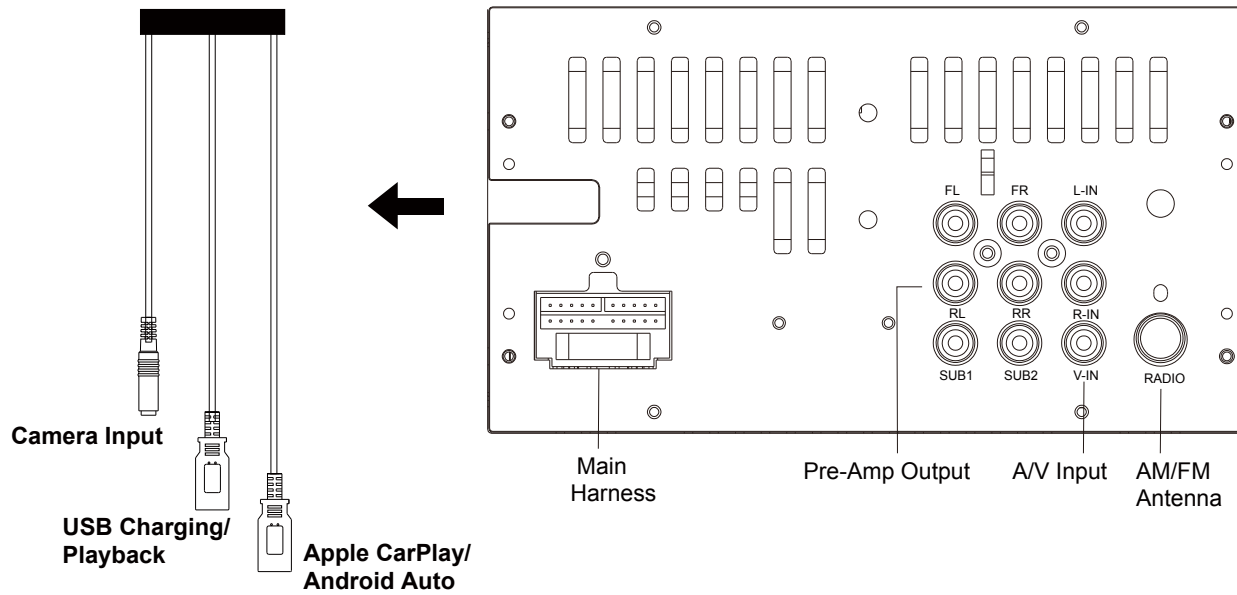 FL FR L-IN
RL RR R-IN
SUB1 SUB2 V-IN RADIO
Camera Input
USB Charging/
Playback
Apple CarPlay/
Android Auto
Main
Harness
Pre-Amp Output
A/V Input
AM/FM
Antenna